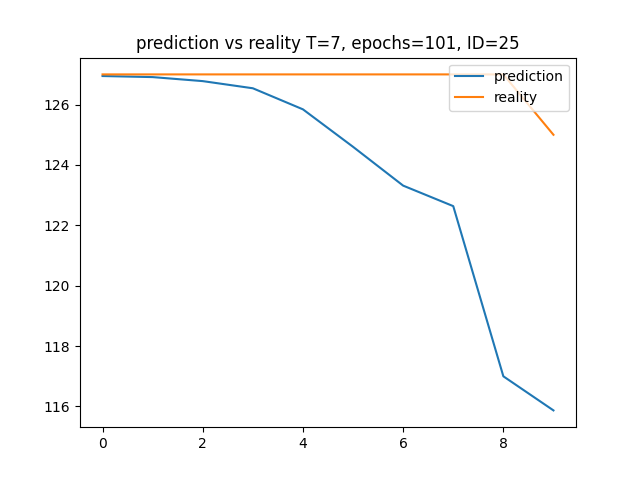 prediction vs reality T=7, epochs=101, ID=25
prediction
reality
126
124
122
120
118
116
0 2 4 6 8